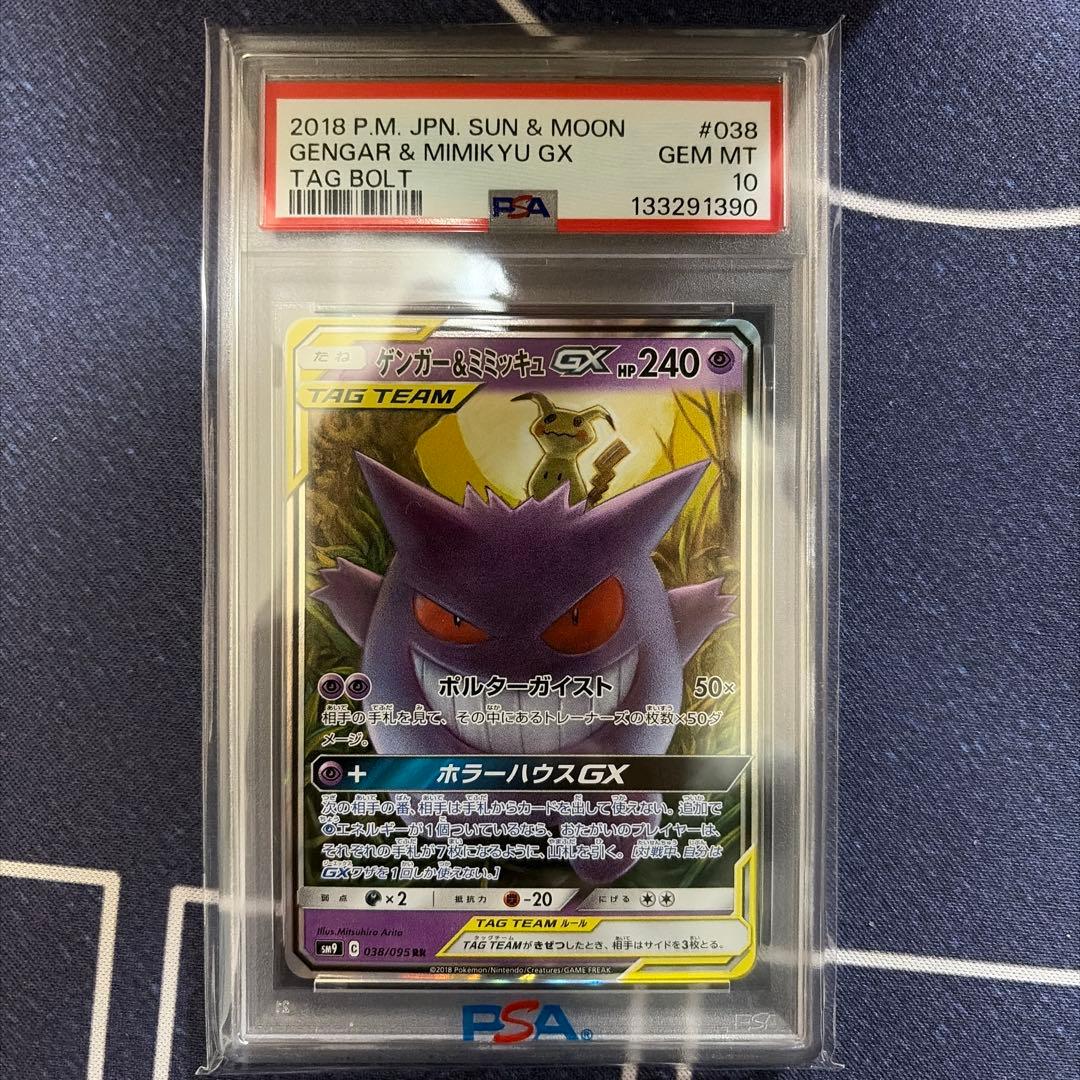 2018 P.M. JPN. SUN & MOON #038
GENGAR & MIMIKYU GX GEM MT
TAG BOLT 10
PSA 133291390
たね ゲンガー&ミミッキュGX HP240
TAG TEAM
ポルターガイスト 50×
相手の手札を見て、その中にあるトレーナーズの枚数×50ダ
メージ。
+ ホラーハウスGX
次の相手の番、相手は手札からカードを出して使えない。追加で
エネルギーが1個ついているなら、おたがいのプレイヤーは、
それぞれの手札が7枚になるように、山札を引く。[対戦中、自分は
GXワザを1回しか使えない。]
弱点 ×2 抵抗力 -20 にげる
TAG TEAM ルール
TAG TEAMがきぜつしたとき、相手はサイドを3枚とる。
Illus.Mitsuhiro Arita
SM9 C 038/095 RR
©2018 Pokémon/Nintendo/Creatures/GAME FREAK.
PSA®